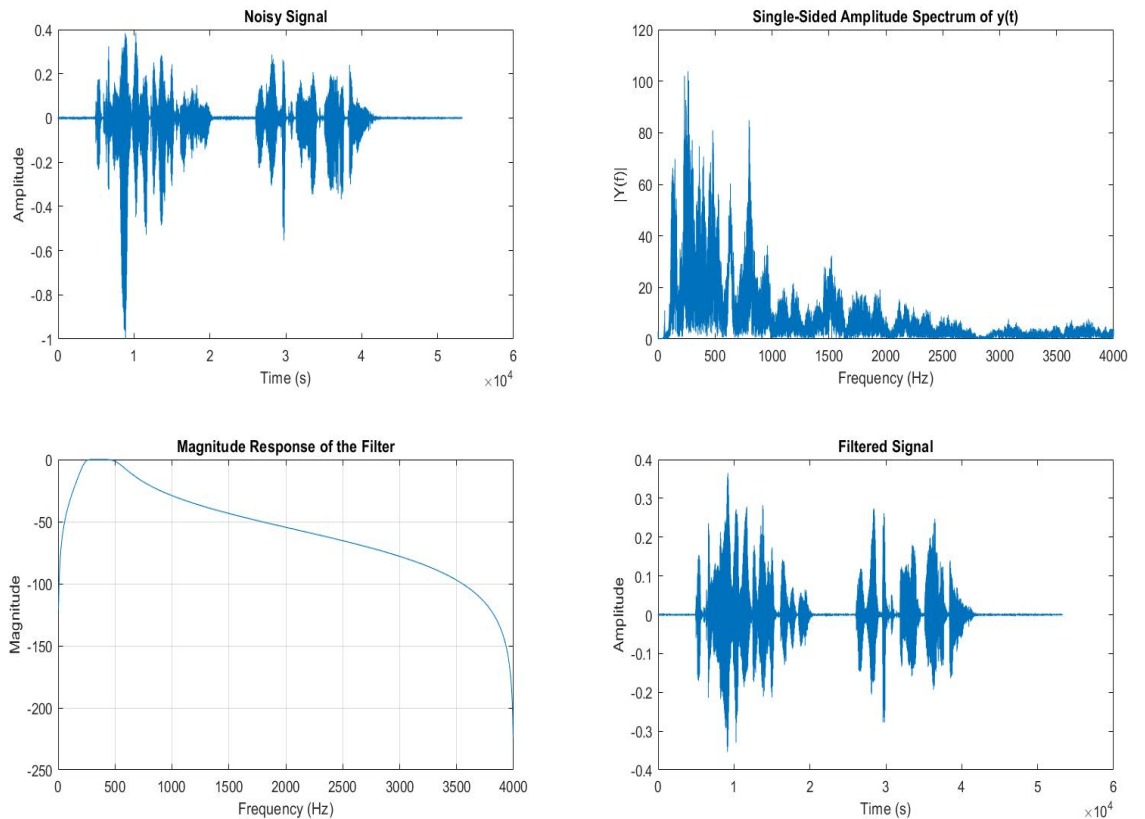 Noisy Signal
0.4
0.2
0
-0.2
-0.4
-0.6
-0.8
-1
Amplitude
0 1 2 3 4 5 6
Time (s)
×10^4
Single-Sided Amplitude Spectrum of y(t)
120
100
80
60
40
20
0
|Y(f)|
0 500 1000 1500 2000 2500 3000 3500 4000
Frequency (Hz)
Magnitude Response of the Filter
0
-50
-100
-150
-200
-250
Magnitude
0 500 1000 1500 2000 2500 3000 3500 4000
Frequency (Hz)
Filtered Signal
0.4
0.3
0.2
0.1
0
-0.1
-0.2
-0.3
-0.4
Amplitude
0 1 2 3 4 5 6
Time (s)
×10^4